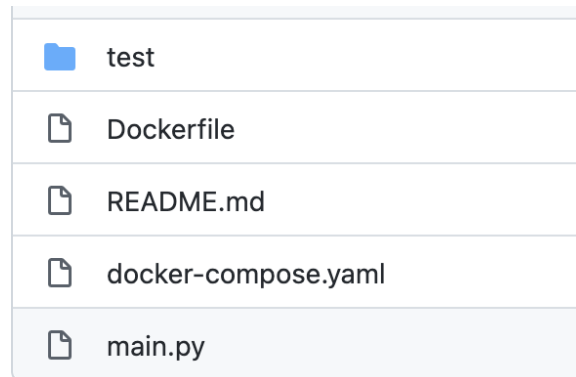 test
Dockerfile
README.md
docker-compose.yaml
main.py